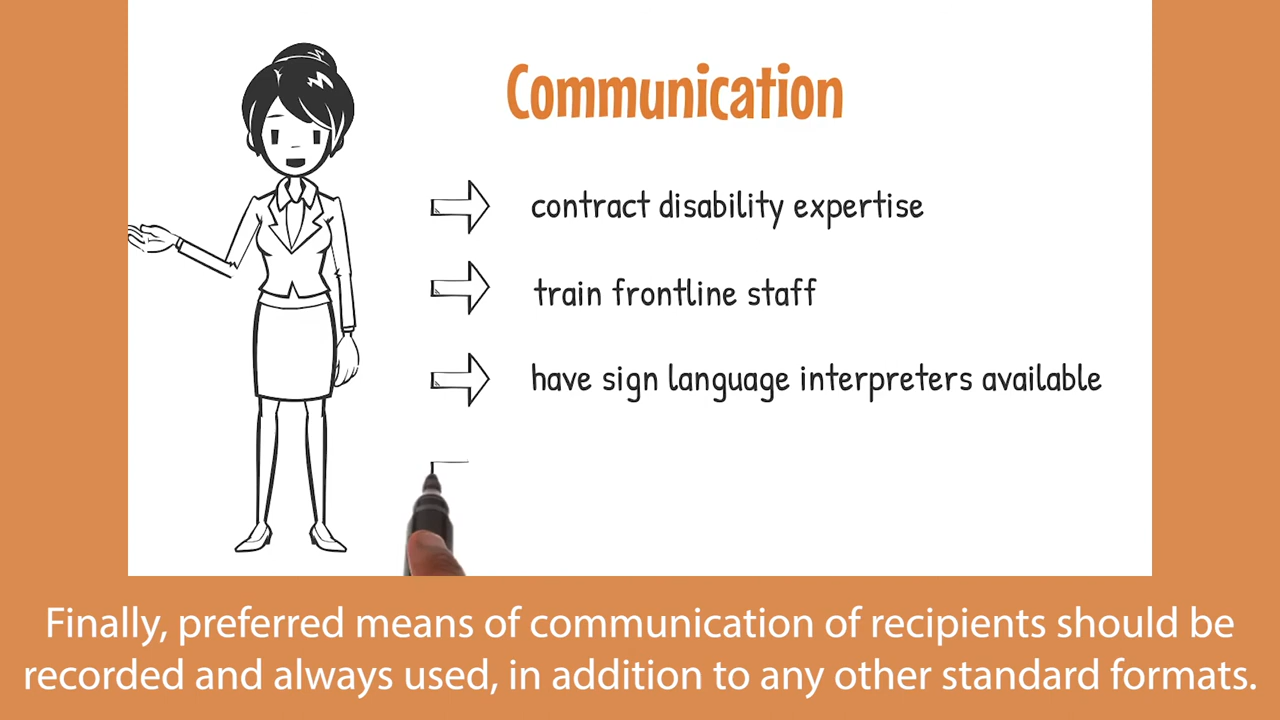 Communication
contract disability expertise
train frontline staff
have sign language interpreters available
Finally, preferred means of communication of recipients should be
recorded and always used, in addition to any other standard formats.